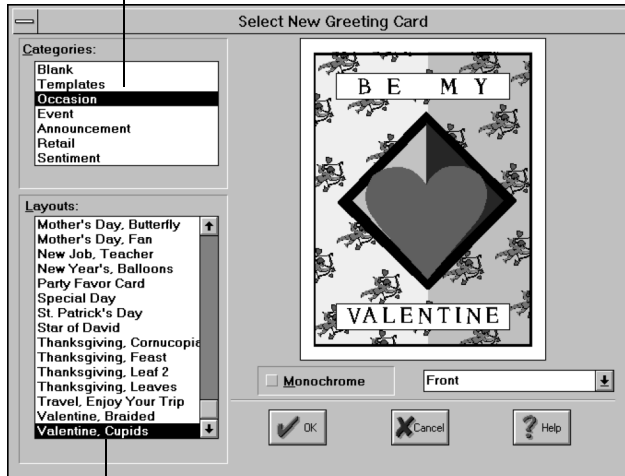 Select New Greeting Card
Categories:
Blank
Templates
Occasion
Event
Announcement
Retail
Sentiment
Layouts:
Mother's Day, Butterfly
Mother's Day, Fan
New Job, Teacher
New Year's, Balloons
Party Favor Card
Special Day
St. Patrick's Day
Star of David
Thanksgiving, Cornucopia
Thanksgiving, Feast
Thanksgiving, Leaf 2
Thanksgiving, Leaves
Travel, Enjoy Your Trip
Valentine, Braided
Valentine, Cupids
BE MY
VALENTINE
Monochrome
Front
OK
Cancel
Help